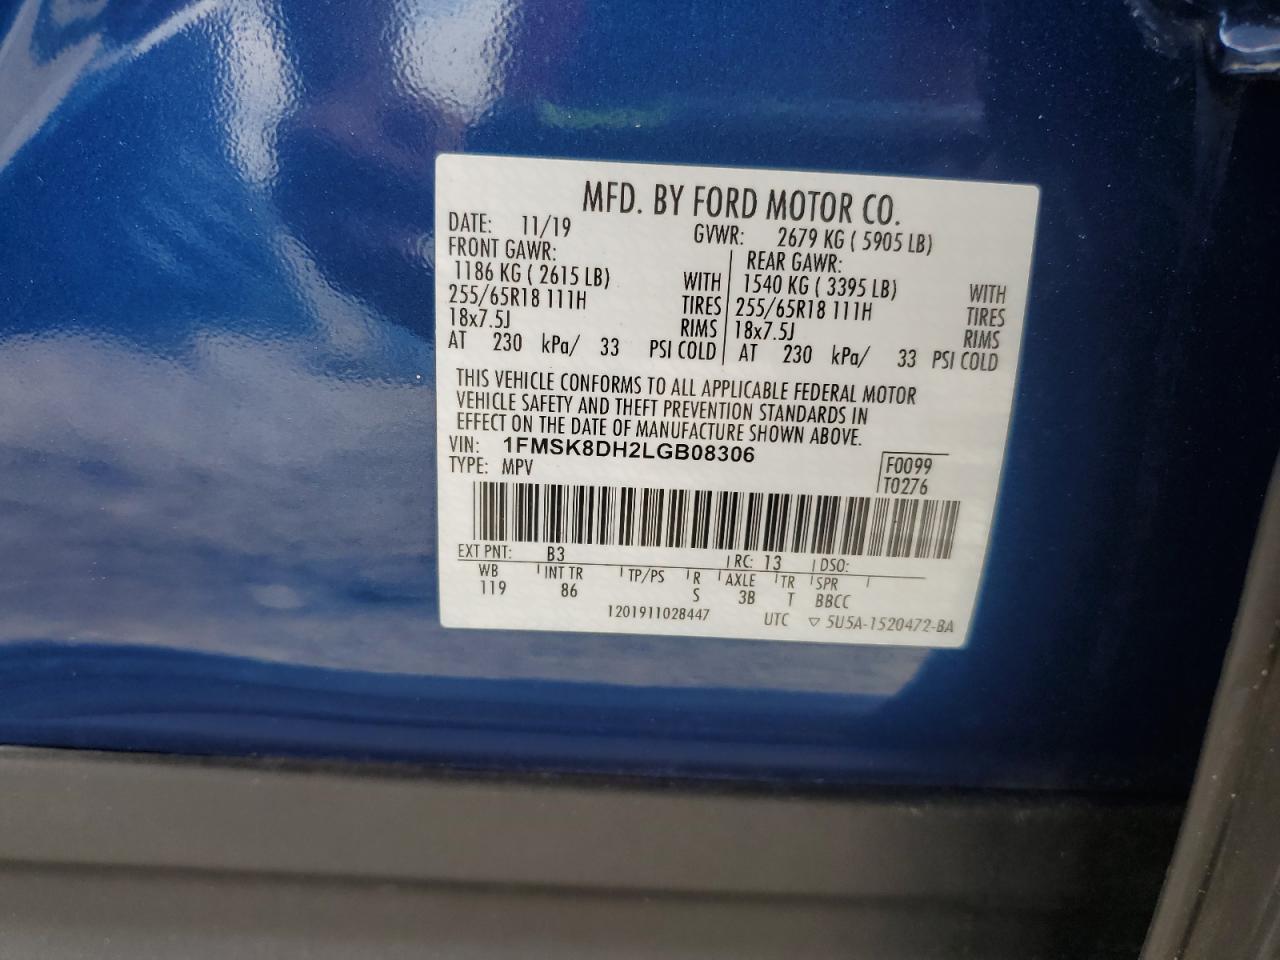 MFD. BY FORD MOTOR CO.
DATE: 11/19 GVWR: 2679 KG ( 5905 LB)
FRONT GAWR: REAR GAWR:
1186 KG ( 2615 LB) WITH 1540 KG ( 3395 LB) WITH
255/65R18 111H TIRES 255/65R18 111H TIRES
18x7.5J RIMS 18x7.5J RIMS
AT 230 kPa/ 33 PSI COLD AT 230 kPa/ 33 PSI COLD
THIS VEHICLE CONFORMS TO ALL APPLICABLE FEDERAL MOTOR
VEHICLE SAFETY AND THEFT PREVENTION STANDARDS IN
EFFECT ON THE DATE OF MANUFACTURE SHOWN ABOVE.
VIN: 1FMSK8DH2LGB08306
TYPE: MPV F0099
T0276
EXT PNT: B3 RC: 13 DSO:
WB INT TR TP/PS R AXLE TR SPR
119 86 S 3B T BBCC
1201911028447 UTC ▽ 5U5A-1520472-BA